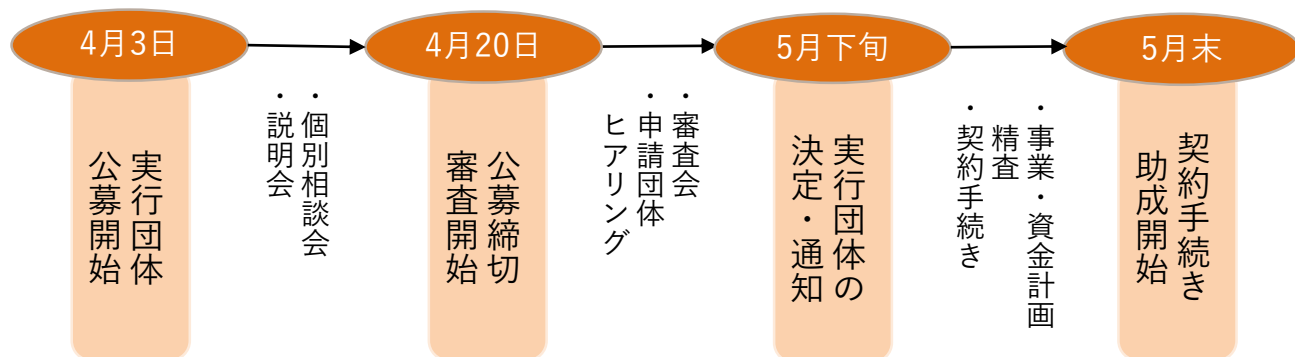 4月3日
実行団体
公募開始
・個別相談会
・説明会
4月20日
公募締切
審査開始
・審査会
・申請団体
ヒアリング
5月下旬
実行団体の
決定・通知
・事業・資金計画
精査
・契約手続き
5月末
契約手続き
助成開始